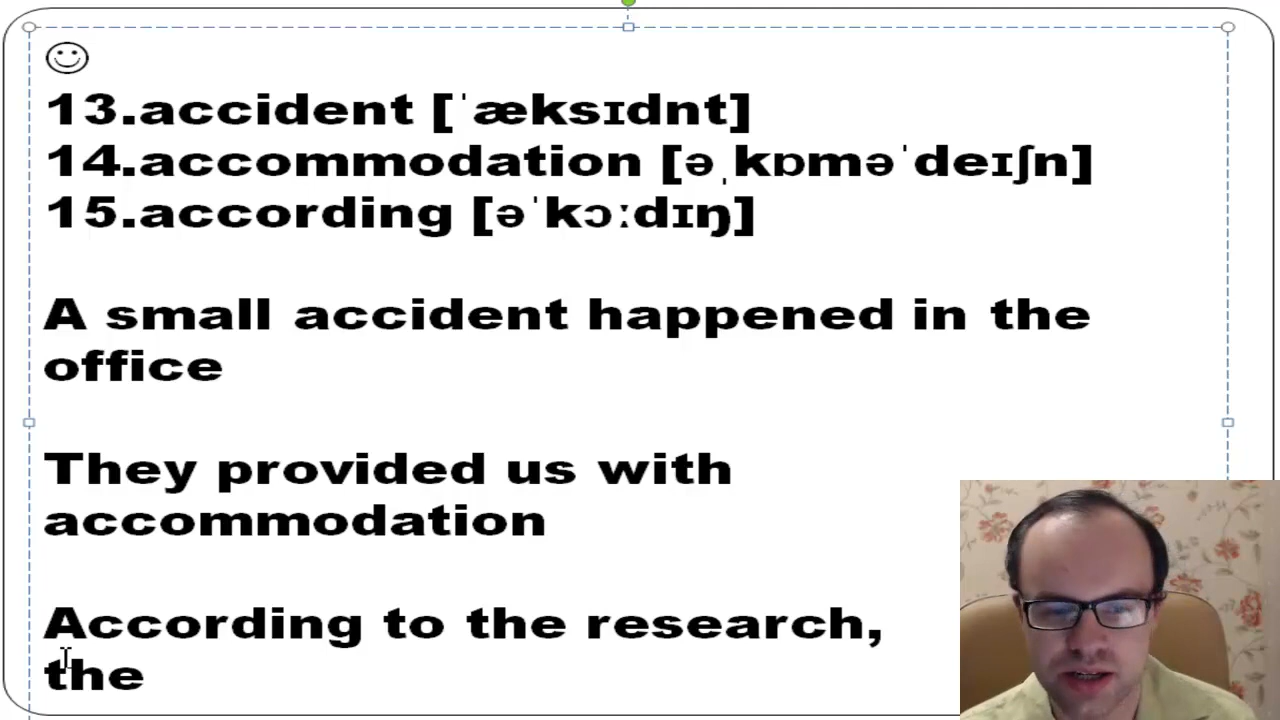 13.accident [ˈæksɪdnt]
14.accommodation [əˌkɒməˈdeɪʃn]
15.according [əˈkɔːdɪŋ]
A small accident happened in the
office
They provided us with
accommodation
According to the research,
the